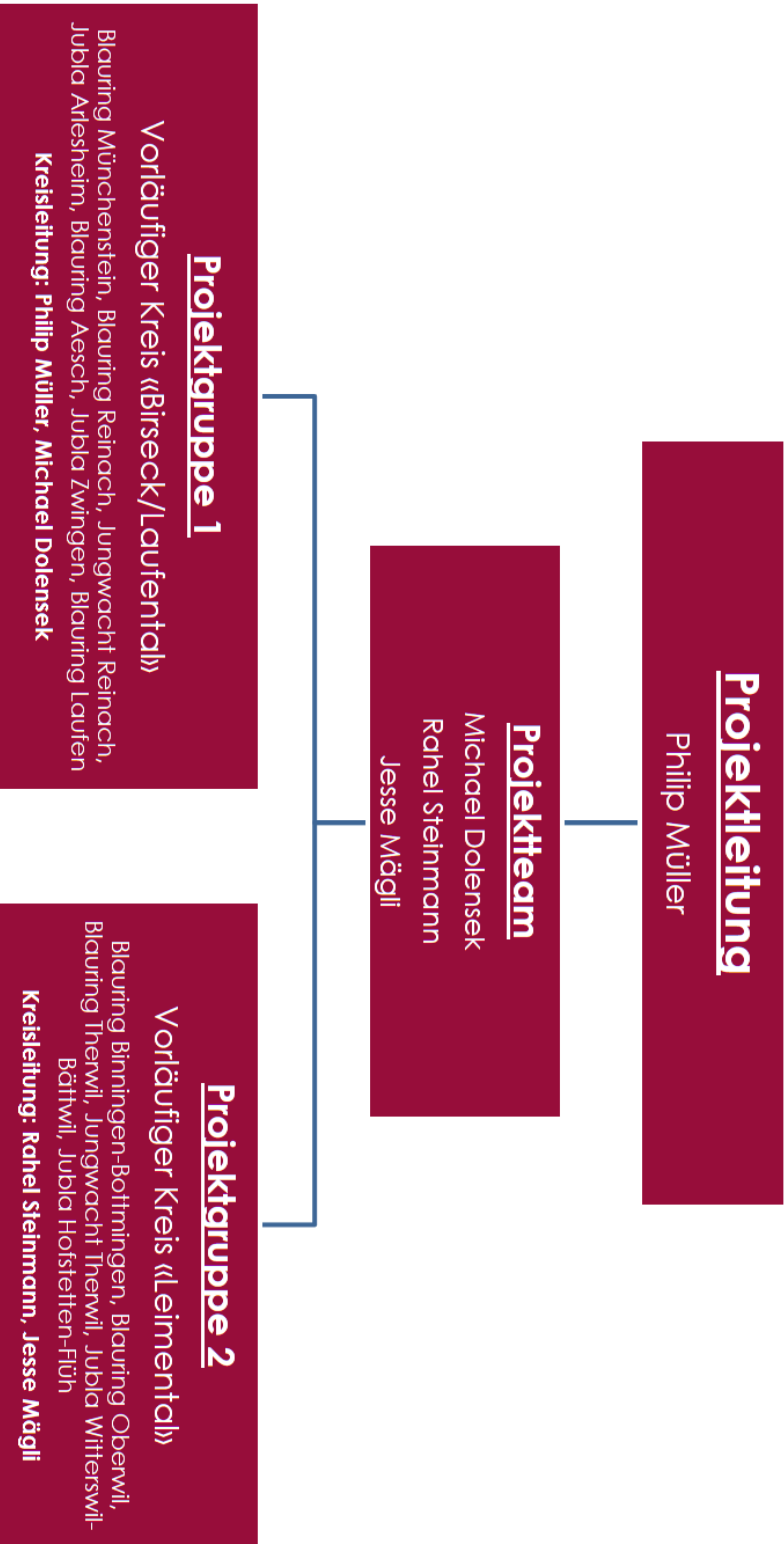 Projektleitung
Philip Müller
Projektteam
Michael Dolensek
Rahel Steinmann
Jesse Mägli
Projektgruppe 1
Vorläufiger Kreis «Birseck/Laufental»
Blauring Münchenstein, Blauring Reinach, Jungwacht Reinach,
Jubla Arlesheim, Blauring Aesch, Jubla Zwingen, Blauring Laufen
Kreisleitung: Philip Müller, Michael Dolensek
Projektgruppe 2
Vorläufiger Kreis «Leimental»
Blauring Binningen-Bottmingen, Blauring Oberwil,
Blauring Therwil, Jungwacht Therwil, Jubla Witterswil-
Bättwil, Jubla Hofstetten-Flüh
Kreisleitung: Rahel Steinmann, Jesse Mägli